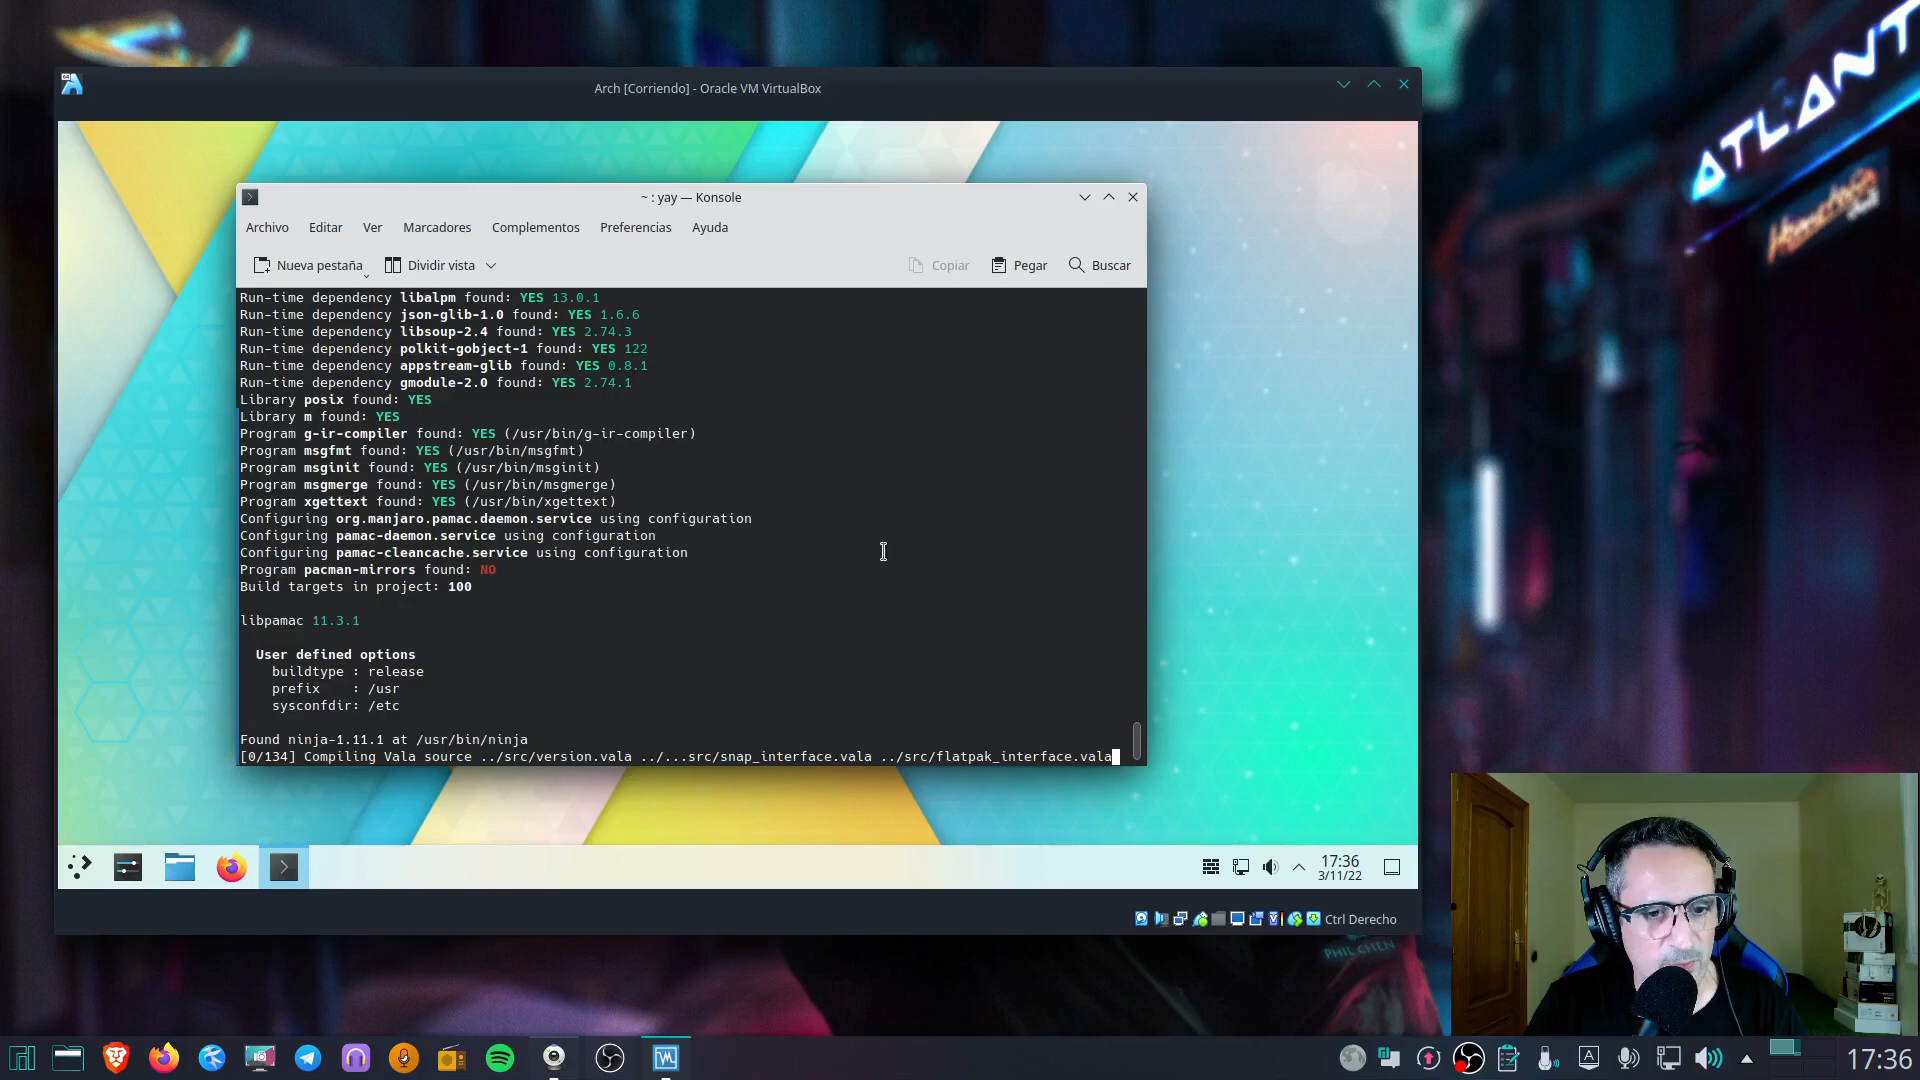 ATLANT
Arch [Corriendo] - Oracle VM VirtualBox
~ : yay — Konsole
Archivo Editar Ver Marcadores Complementos Preferencias Ayuda
Nueva pestaña Dividir vista Copiar Pegar Buscar
Run-time dependency libalpm found: YES 13.0.1
Run-time dependency json-glib-1.0 found: YES 1.6.6
Run-time dependency libsoup-2.4 found: YES 2.74.3
Run-time dependency polkit-gobject-1 found: YES 122
Run-time dependency appstream-glib found: YES 0.8.1
Run-time dependency gmodule-2.0 found: YES 2.74.1
Library posix found: YES
Library m found: YES
Program g-ir-compiler found: YES (/usr/bin/g-ir-compiler)
Program msgfmt found: YES (/usr/bin/msgfmt)
Program msginit found: YES (/usr/bin/msginit)
Program msgmerge found: YES (/usr/bin/msgmerge)
Program xgettext found: YES (/usr/bin/xgettext)
Configuring org.manjaro.pamac.daemon.service using configuration
Configuring pamac-daemon.service using configuration
Configuring pamac-cleancache.service using configuration
Program pacman-mirrors found: NO
Build targets in project: 100
libpamac 11.3.1
User defined options
buildtype : release
prefix : /usr
sysconfdir: /etc
Found ninja-1.11.1 at /usr/bin/ninja
[0/134] Compiling Vala source ../src/version.vala ../...src/snap_interface.vala ../src/flatpak_interface.vala
17:36
3/11/22
Ctrl Derecho
PHIL CHEN
17:36